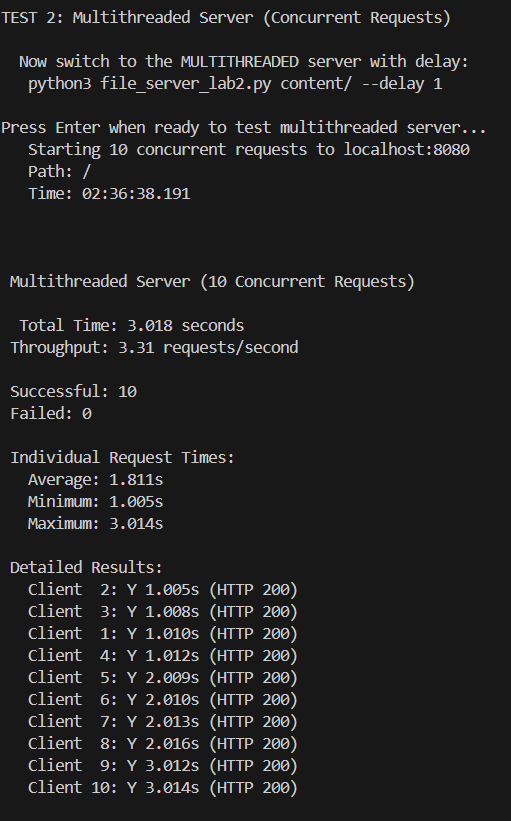 TEST 2: Multithreaded Server (Concurrent Requests)
Now switch to the MULTITHREADED server with delay:
python3 file_server_lab2.py content/ --delay 1
Press Enter when ready to test multithreaded server...
Starting 10 concurrent requests to localhost:8080
Path: /
Time: 02:36:38.191
Multithreaded Server (10 Concurrent Requests)
Total Time: 3.018 seconds
Throughput: 3.31 requests/second
Successful: 10
Failed: 0
Individual Request Times:
Average: 1.811s
Minimum: 1.005s
Maximum: 3.014s
Detailed Results:
Client  2: Y 1.005s (HTTP 200)
Client  3: Y 1.008s (HTTP 200)
Client  1: Y 1.010s (HTTP 200)
Client  4: Y 1.012s (HTTP 200)
Client  5: Y 2.009s (HTTP 200)
Client  6: Y 2.010s (HTTP 200)
Client  7: Y 2.013s (HTTP 200)
Client  8: Y 2.016s (HTTP 200)
Client  9: Y 3.012s (HTTP 200)
Client 10: Y 3.014s (HTTP 200)